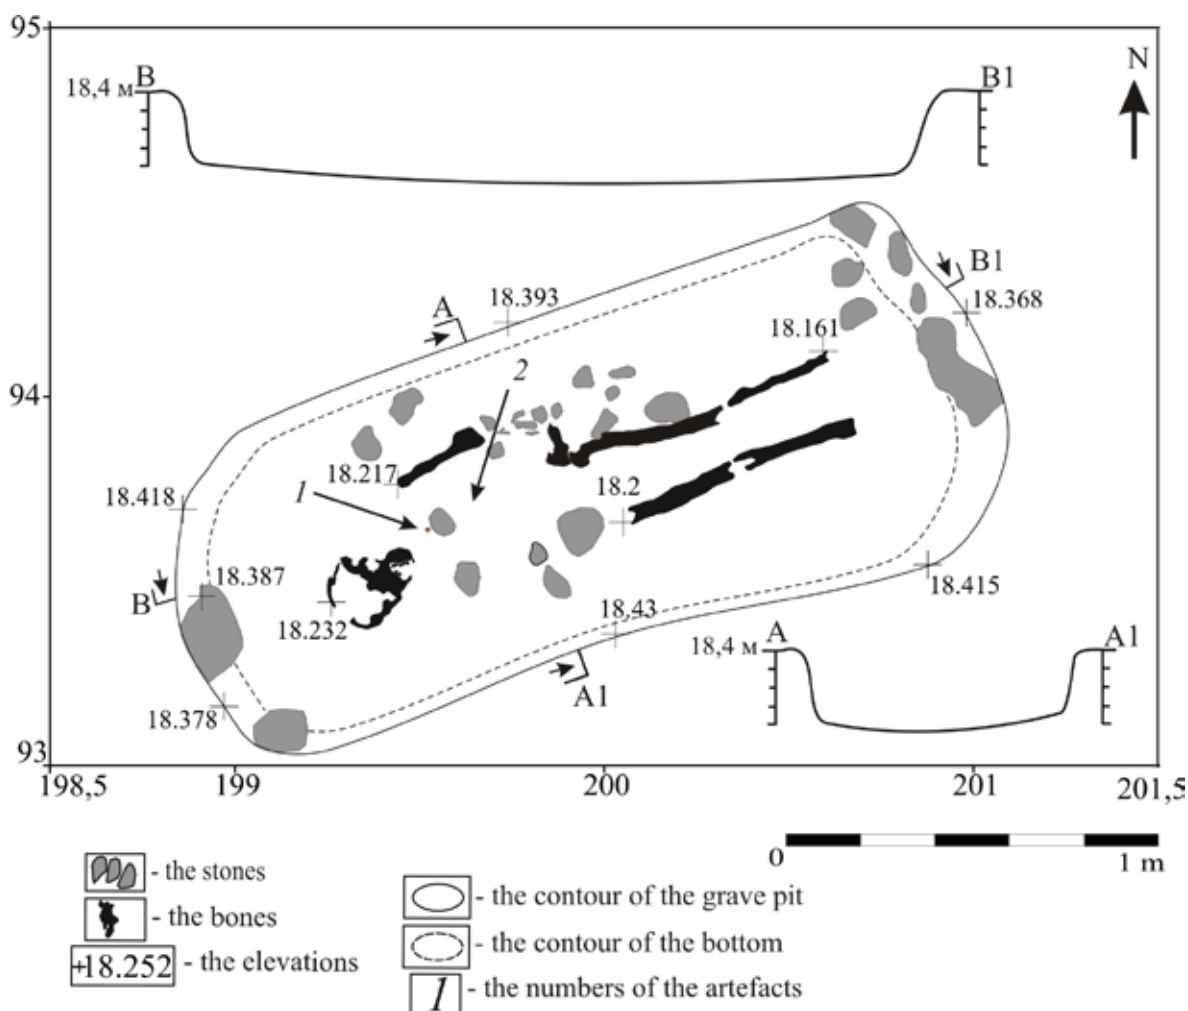 95
B
B1
N
18,4 м
B1
18.393
18.368
A
18.161
2
94
18.217
18.2
1
18.418
18.387
B
18.415
18.232
18.43
A
A1
18,4 м
A1
18.378
93
198,5
199
200
201
201,5
0
1 m
- the stones
- the bones
+18.252
- the elevations
- the contour of the grave pit
- the contour of the bottom
1
- the numbers of the artefacts